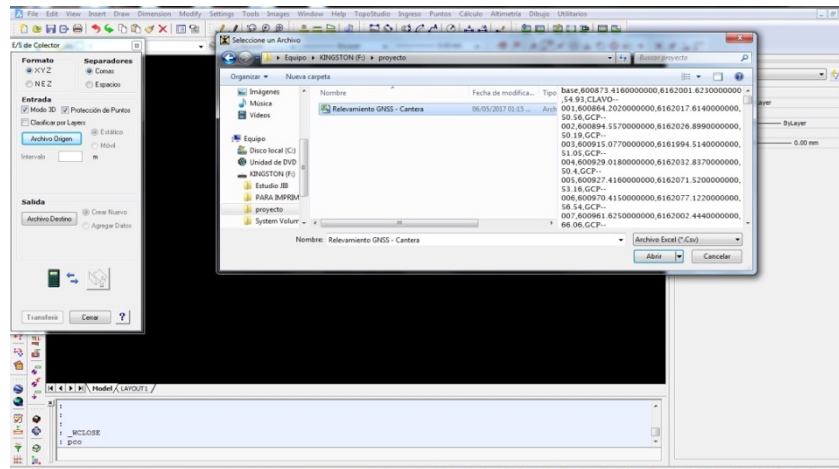 File Edit View Insert Draw Dimension Modify Settings Tools Images Window Help TopoStudio Ingreso Puntos Cálculo Altimetría Dibujo Utilitarios
E/S de Colector
Formato
XYZ
NEZ
Separadores
Comas
Espacios
Entrada
Modo 3D
Protección de Puntos
Clasificar por Layers
Archivo Origen
Estático
Móvil
Intervalo
m
Salida
Archivo Destino
Crear Nuevo
Agregar Datos
Transferir
Cerrar
?
Seleccione un Archivo
Equipo
KINGSTON (F:)
proyecto
Buscar proyecto
Organizar
Nueva carpeta
Imágenes
Música
Vídeos
Equipo
Disco local (C:)
Unidad de DVD
KINGSTON (F:)
Estudio JIB
PARA IMPRIM
proyecto
System Volum
Nombre
Fecha de modifica...
Tipo
Relevamiento GNSS - Cantera
06/05/2017 01:15 ...
Arch
base,600873.4160000000,6162001.6230000000
,54.93,CLAVO--
001,600864.2020000000,6162017.6140000000,
50.56,GCP--
002,600894.5570000000,6162026.8990000000,
50.19,GCP--
003,600915.0770000000,6161994.5140000000,
51.05,GCP--
004,600929.0180000000,6162032.8370000000,
50.4,GCP--
005,600927.4160000000,6162071.5200000000,
53.16,GCP--
006,600970.4150000000,6162077.1220000000,
56.54,GCP--
007,600961.6250000000,6162002.4440000000,
66.06,GCP--
Nombre:
Relevamiento GNSS - Cantera
Archivo Excel (*.Csv)
Abrir
Cancelar
ayer
ByLayer
0.00 mm
Model
LAYOUT1
:
:
: _WCLOSE
: pco